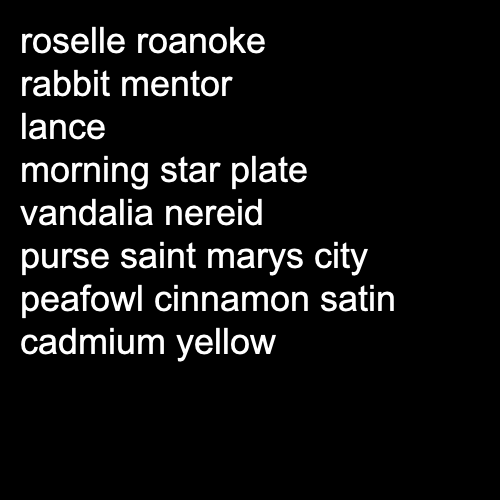 roselle roanoke
rabbit mentor
lance
morning star plate
vandalia nereid
purse saint marys city
peafowl cinnamon satin
cadmium yellow